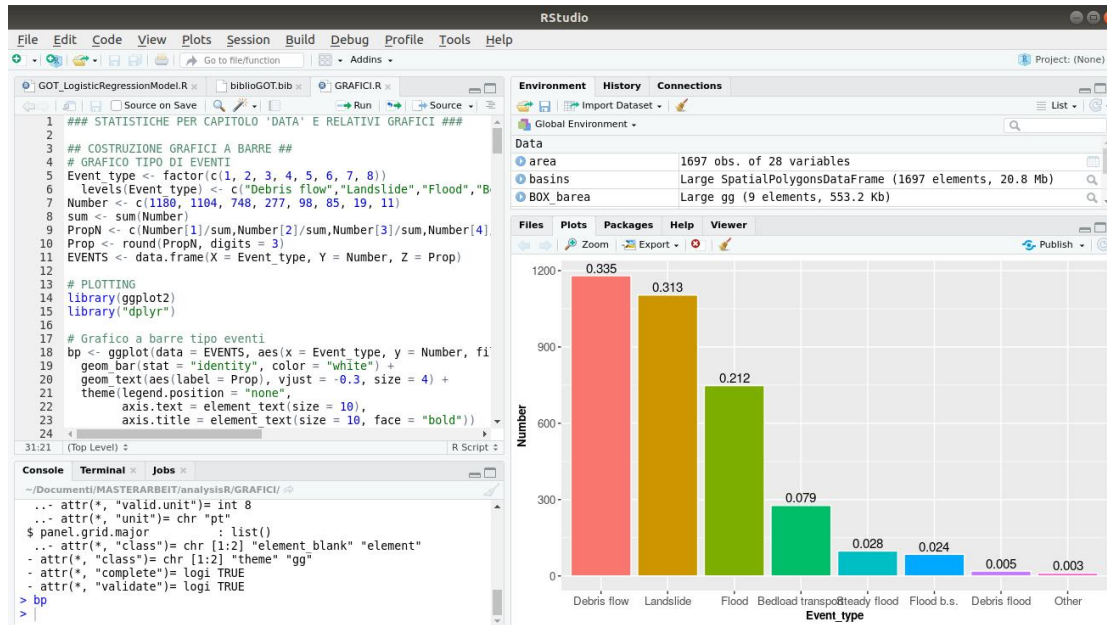 RStudio
File Edit Code View Plots Session Build Debug Profile Tools Help
Go to file/function Addins Project: (None)
GOT_LogisticRegressionModel.R biblioGOT.bib GRAFICI.R
Source on Save Run Source
1 ### STATISTICHE PER CAPITOLO 'DATA' E RELATIVI GRAFICI ###
2
3 ## COSTRUZIONE GRAFICI A BARRE ##
4 # GRAFICO TIPO DI EVENTI
5 Event_type <- factor(c(1, 2, 3, 4, 5, 6, 7, 8))
6 levels(Event_type) <- c("Debris flow","Landslide","Flood","B
7 Number <- c(1180, 1104, 748, 277, 98, 85, 19, 11)
8 sum <- sum(Number)
9 PropN <- c(Number[1]/sum,Number[2]/sum,Number[3]/sum,Number[4]
10 Prop <- round(PropN, digits = 3)
11 EVENTS <- data.frame(X = Event_type, Y = Number, Z = Prop)
12
13 # PLOTTING
14 library(ggplot2)
15 library("dplyr")
16
17 # Grafico a barre tipo eventi
18 bp <- ggplot(data = EVENTS, aes(x = Event_type, y = Number, fi
19 geom_bar(stat = "identity", color = "white") +
20 geom_text(aes(label = Prop), vjust = -0.3, size = 4) +
21 theme(legend.position = "none",
22 axis.text = element_text(size = 10),
23 axis.title = element_text(size = 10, face = "bold"))
24
31:21 (Top Level) R Script
Console Terminal Jobs
~/Documenti/MASTERARBEIT/analysisR/GRAFICI/
..- attr(*, "valid.unit")= int 8
..- attr(*, "unit")= chr "pt"
$ panel.grid.major : list()
..- attr(*, "class")= chr [1:2] "element_blank" "element"
- attr(*, "class")= chr [1:2] "theme" "gg"
- attr(*, "complete")= logi TRUE
- attr(*, "validate")= logi TRUE
> bp
>
Environment History Connections
Import Dataset List
Global Environment
Data
area 1697 obs. of 28 variables
basins Large SpatialPolygonsDataFrame (1697 elements, 20.8 Mb)
BOX_barea Large gg (9 elements, 553.2 Kb)
Files Plots Packages Help Viewer
Zoom Export Publish
1200
900
600
300
0
Number
0.335
0.313
0.212
0.079
0.028
0.024
0.005
0.003
Debris flow Landslide Flood Bedload transport Steady flood Flood b.s. Debris flood Other
Event_type